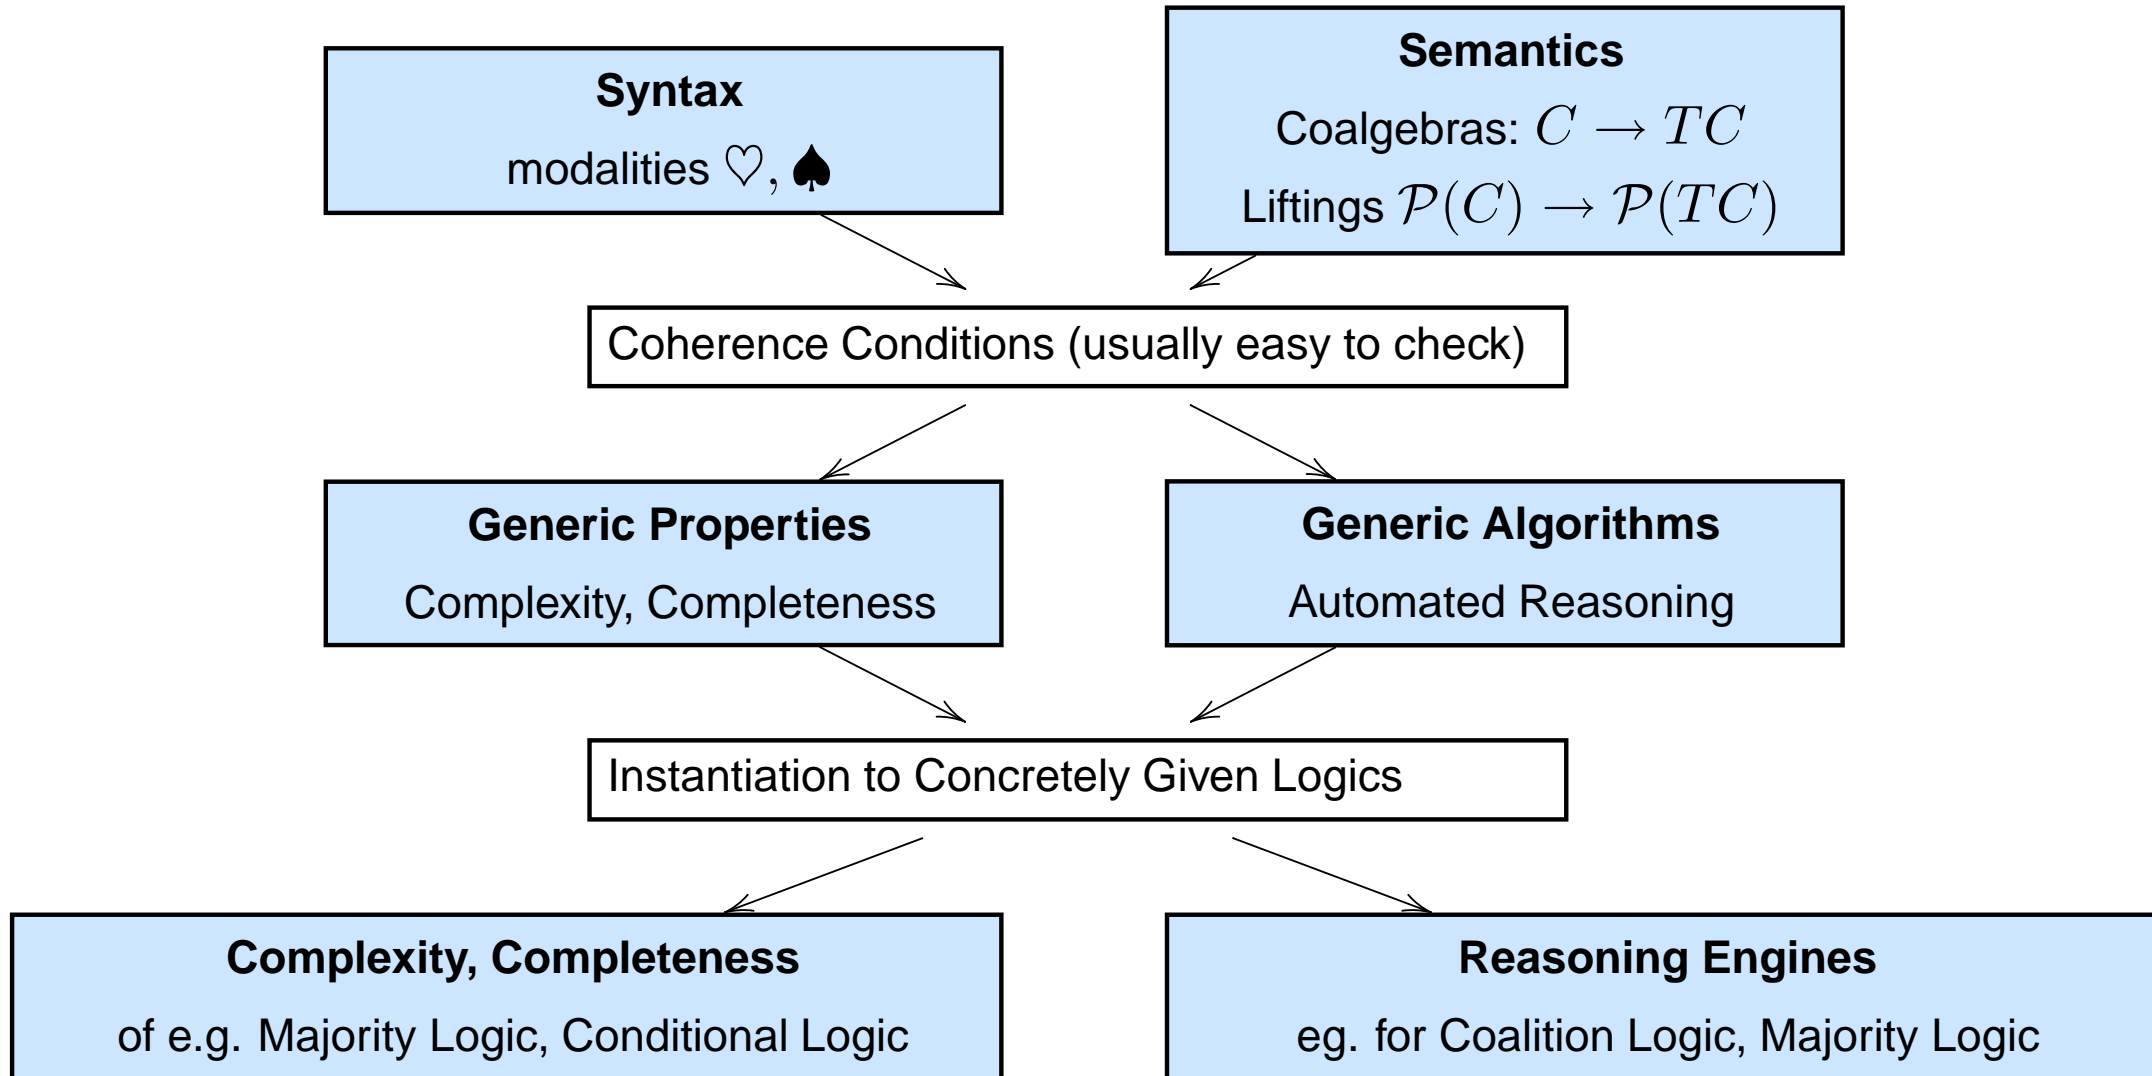 Syntax
modalities ♡, ♠
Semantics
Coalgebras: C → TC
Liftings 𝒫(C) → 𝒫(TC)
Coherence Conditions (usually easy to check)
Generic Properties
Complexity, Completeness
Generic Algorithms
Automated Reasoning
Instantiation to Concretely Given Logics
Complexity, Completeness
of e.g. Majority Logic, Conditional Logic
Reasoning Engines
eg. for Coalition Logic, Majority Logic